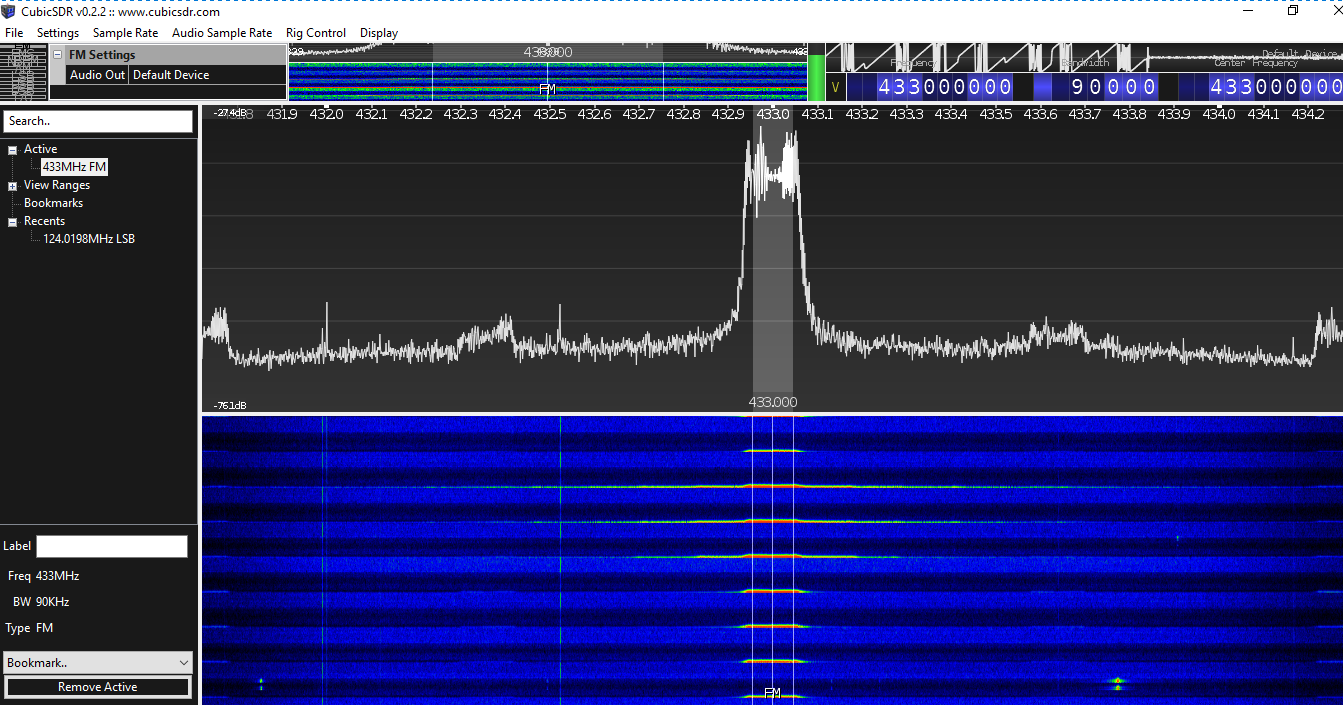 CubicSDR v0.2.2 :: www.cubicsdr.com
File Settings Sample Rate Audio Sample Rate Rig Control Display
FM Settings
Audio Out Default Device
433.000
FM
Frequency
Bandwidth
Default Device
Center Frequency
V
433000000
90000
433000000
Search..
Active
433MHz FM
View Ranges
Bookmarks
Recents
124.0198MHz LSB
-27.4dB
431.9 432.0 432.1 432.2 432.3 432.4 432.5 432.6 432.7 432.8 432.9 433.0 433.1 433.2 433.3 433.4 433.5 433.6 433.7 433.8 433.9 434.0 434.1 434.2
-76.1dB
433.000
Label
Freq 433MHz
BW 90KHz
Type FM
Bookmark..
Remove Active
FM